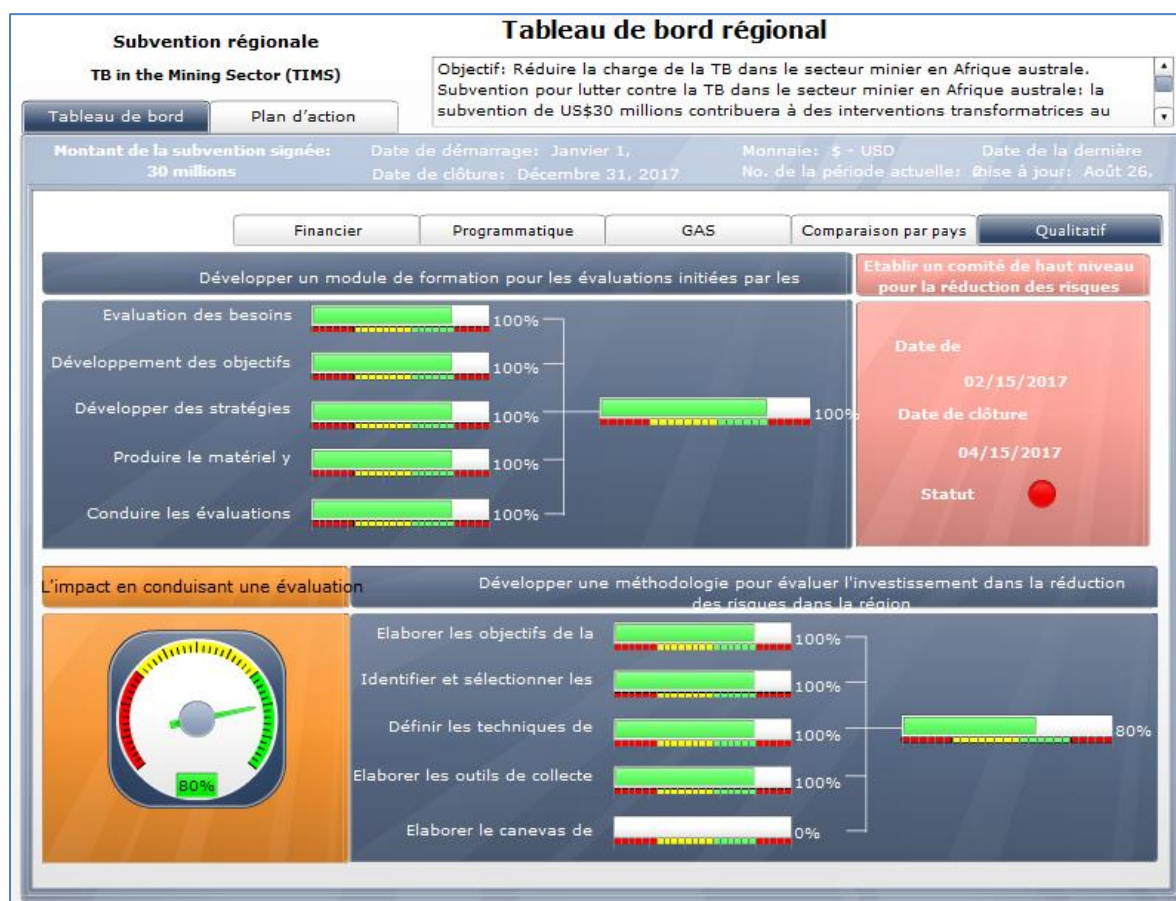 Subvention régionale
TB in the Mining Sector (TIMS)
Tableau de bord régional
Objectif: Réduire la charge de la TB dans le secteur minier en Afrique australe.
Subvention pour lutter contre la TB dans le secteur minier en Afrique australe: la
subvention de US$30 millions contribuera à des interventions transformatrices au
Tableau de bord
Plan d'action
Montant de la subvention signée:
30 millions
Date de démarrage: Janvier 1,
Date de clôture: Décembre 31, 2017
Monnaie: $ - USD
No. de la période actuelle:
Date de la dernière
mise à jour: Août 26,
Financier
Programmatique
GAS
Comparaison par pays
Qualitatif
Développer un module de formation pour les évaluations initiées par les
Evaluation des besoins
100%
Développement des objectifs
100%
Développer des stratégies
100%
Produire le matériel y
100%
Conduire les évaluations
100%
100%
Etablir un comité de haut niveau
pour la réduction des risques
Date de
02/15/2017
Date de clôture
04/15/2017
Statut
L'impact en conduisant une évaluation
80%
Développer une méthodologie pour évaluer l'investissement dans la réduction
des risques dans la région
Elaborer les objectifs de la
100%
Identifier et sélectionner les
100%
Définir les techniques de
100%
Elaborer les outils de collecte
100%
Elaborer le canevas de
0%
80%